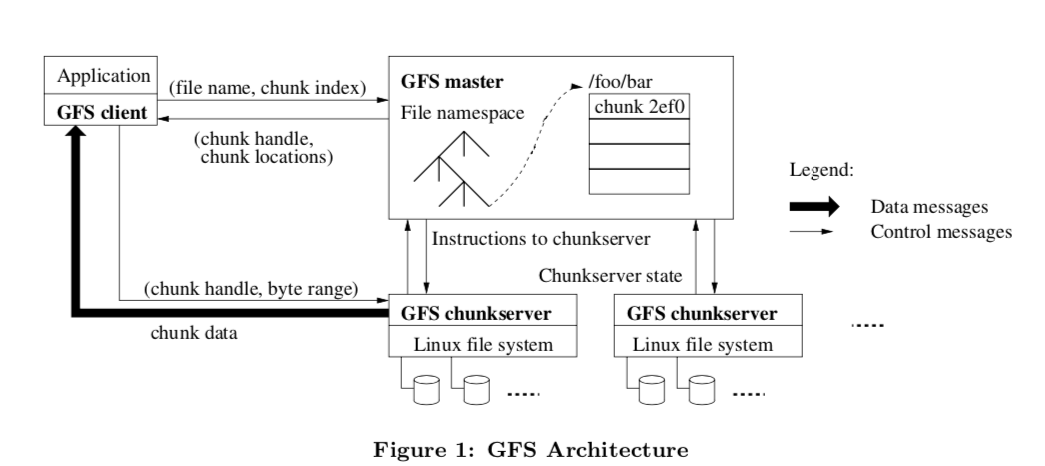 Application
GFS client
(file name, chunk index)
(chunk handle,
chunk locations)
GFS master
File namespace
/foo/bar
chunk 2ef0
Legend:
Data messages
Control messages
Instructions to chunkserver
Chunkserver state
(chunk handle, byte range)
chunk data
GFS chunkserver
Linux file system
GFS chunkserver
Linux file system
Figure 1: GFS Architecture